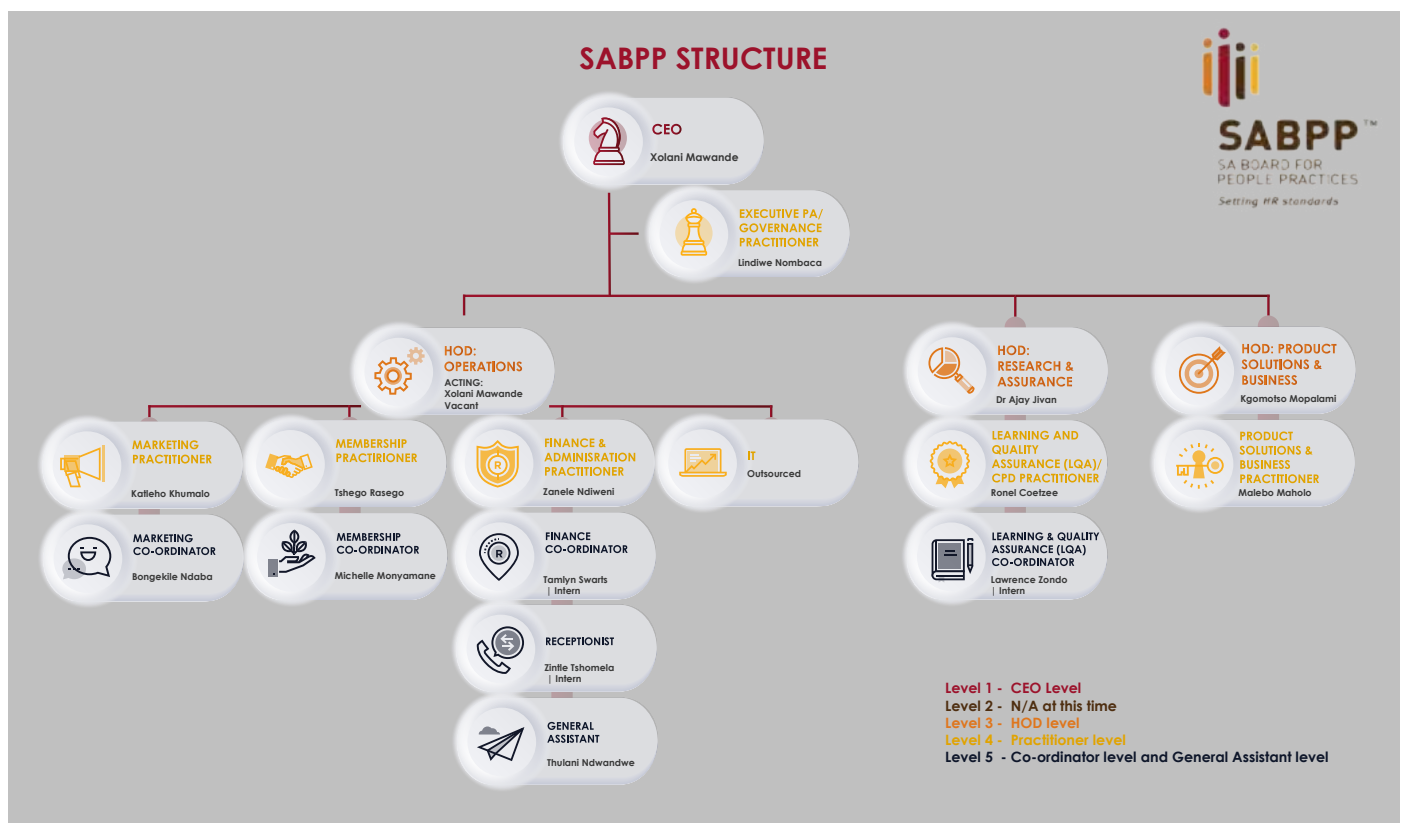 SABPP STRUCTURE
SABPP™
SA BOARD FOR
PEOPLE PRACTICES
Setting HR standards
CEO
Xolani Mawande
EXECUTIVE PA/
GOVERNANCE
PRACTITIONER
Lindiwe Nombaca
HOD:
OPERATIONS
ACTING:
Xolani Mawande
Vacant
HOD:
RESEARCH &
ASSURANCE
Dr Ajay Jivan
HOD: PRODUCT
SOLUTIONS &
BUSINESS
Kgomotso Mopalami
MARKETING
PRACTITIONER
Katleho Khumalo
MEMBERSHIP
PRACTIRIONER
Tshego Rasego
R
FINANCE &
ADMINISRATION
PRACTITIONER
Zanele Ndiweni
IT
Outsourced
LEARNING AND
QUALITY
ASSURANCE (LQA)/
CPD PRACTITIONER
Ronel Coetzee
PRODUCT
SOLUTIONS &
BUSINESS
PRACTITIONER
Malebo Maholo
MARKETING
CO-ORDINATOR
Bongekile Ndaba
MEMBERSHIP
CO-ORDINATOR
Michelle Monyamane
R
FINANCE
CO-ORDINATOR
Tamlyn Swarts
| Intern
LEARNING & QUALITY
ASSURANCE (LQA)
CO-ORDINATOR
Lawrence Zondo
| Intern
RECEPTIONIST
Zintle Tshomela
| Intern
GENERAL
ASSISTANT
Thulani Ndwandwe
Level 1 - CEO Level
Level 2 - N/A at this time
Level 3 - HOD level
Level 4 - Practitioner level
Level 5 - Co-ordinator level and General Assistant level